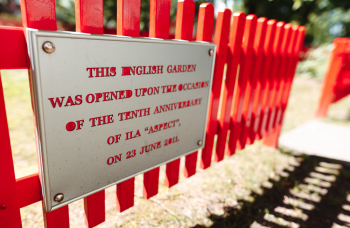 THIS ENGLISH GARDEN
WAS OPENED UPON THE OCCASION
OF THE TENTH ANNIVERSARY
OF ILA "ASPECT",
ON 23 JUNE 2011.